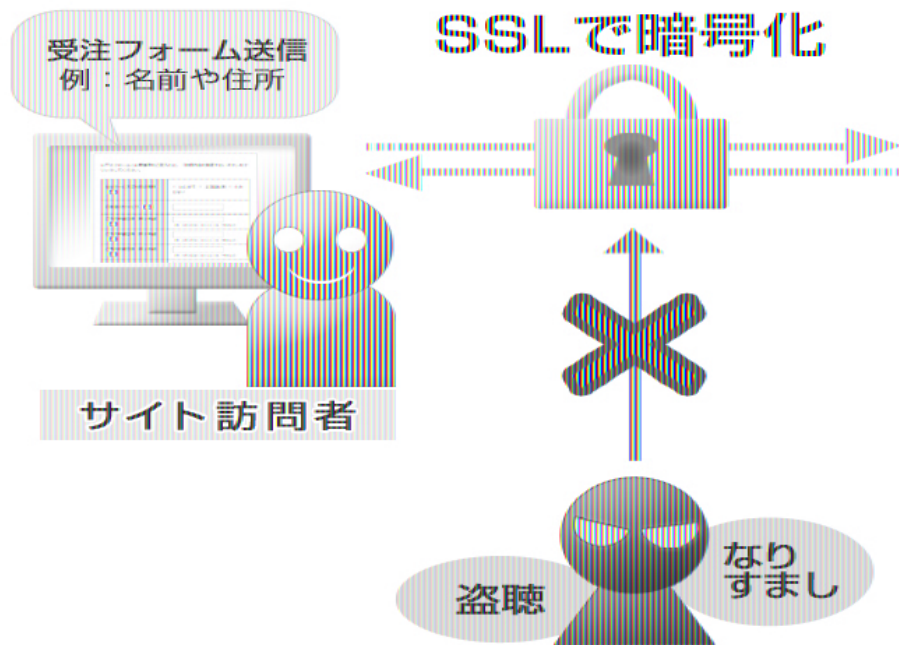 受注フォーム送信
例：名前や住所
SSLで暗号化
サイト訪問者
盗聴
なり
すまし